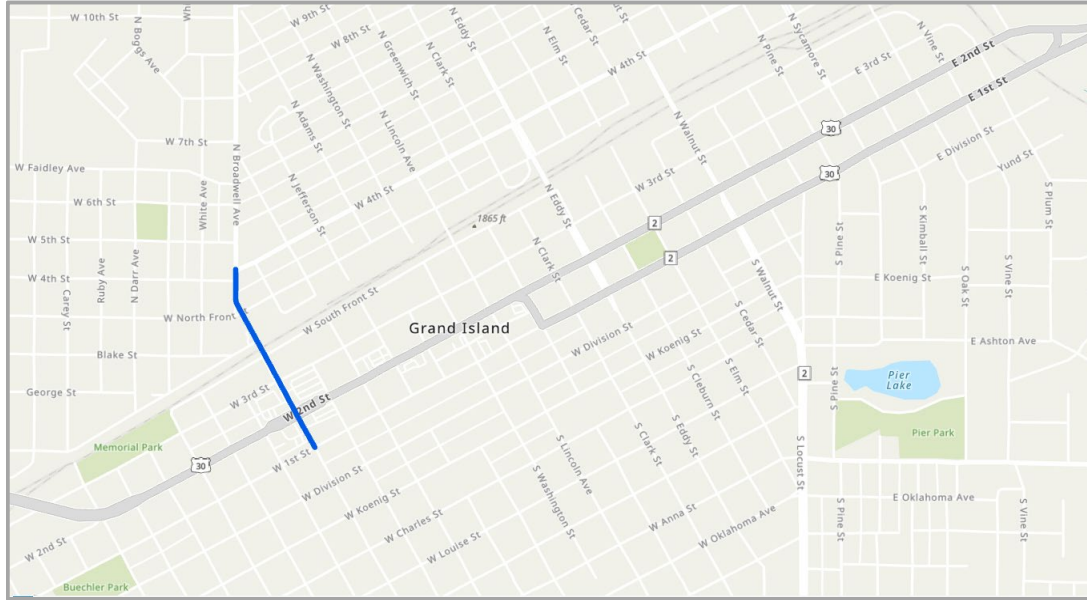 W 10th St
N Boggs Ave
W 9th St
W 8th St
N Eddy St
N Elm St
W 4th St
N Pine St
N Sycamore St
N Vine St
E 3rd St
E 2nd St
E 1st St
N Greenwich St
N Clark St
N Washington St
N Adams St
N Lincoln Ave
W 7th St
N Broadwell Ave
W Faidley Ave
W 6th St
White Ave
N Jefferson St
W 4th St
N Walnut St
W 3rd St
30
30
E Division St
Yund St
N Eddy St
1865 ft
2
2
W 5th St
W 4th St
Ruby Ave
N Darr Ave
Carey St
N Clark St
S Pine St
S Kimball St
S Plum St
E Koenig St
S Oak St
S Vine St
S Walnut St
S Cedar St
W North Front
W South Front St
Grand Island
W Division St
W Koenig St
E Ashton Ave
Blake St
George St
W 3rd St
W 2nd St
S Elm St
S Cleburn St
2
S Pine St
Pier
Lake
Pier Park
Memorial Park
30
W 1st St
W Division St
W Koenig St
W Charles St
W Louise St
S Lincoln Ave
S Washington St
S Clark St
S Eddy St
W Anna St
W Oklahoma Ave
S Locust St
E Oklahoma Ave
S Pine St
S Vine St
W 2nd St
Buechler Park